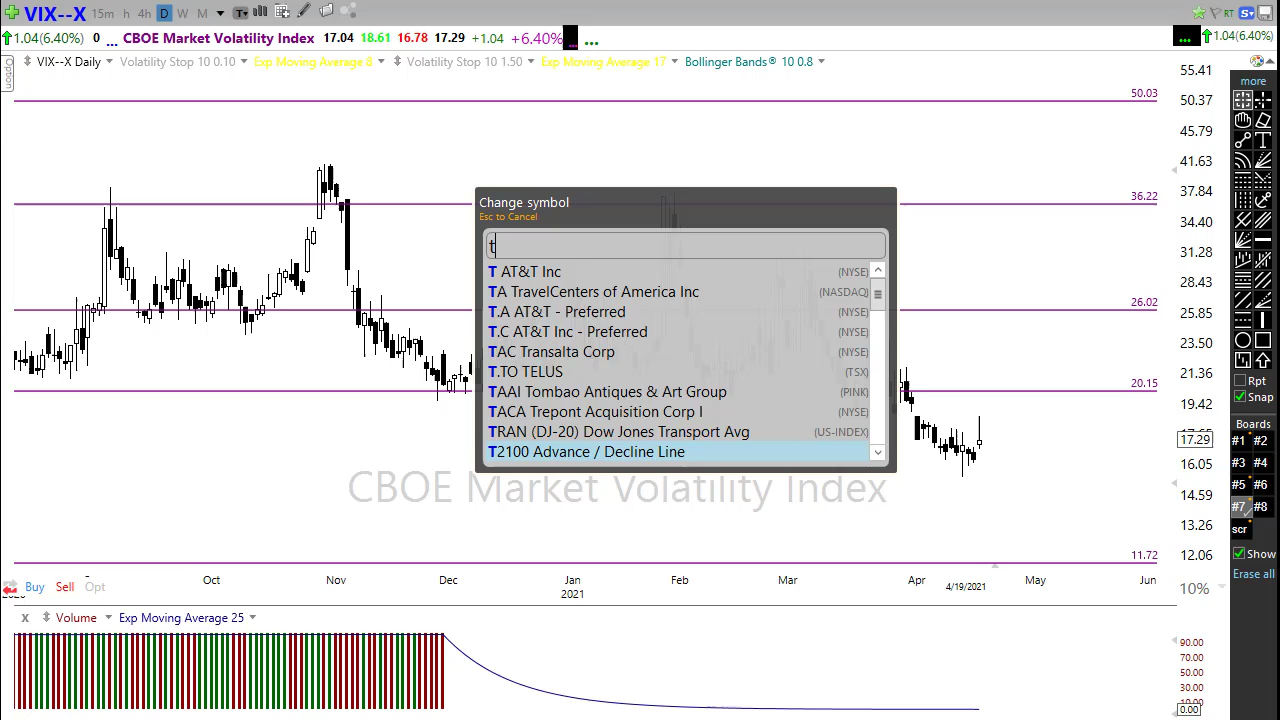 VIX--X 15m h 4h D W M T RT S
1.04(6.40%) 0 ... CBOE Market Volatility Index 17.04 18.61 16.78 17.29 +1.04 +6.40% ... ... ... 1.04(6.40%)
Option
VIX--X Daily Volatility Stop 10 0.10 Exp Moving Average 8 Volatility Stop 10 1.50 Exp Moving Average 17 Bollinger Bands® 10 0.8
55.41
50.37
45.79
41.63
37.84
34.40
31.28
28.43
25.85
23.50
21.36
19.42
17.29
16.05
14.59
13.26
12.06
50.03
36.22
26.02
20.15
11.72
Change symbol
Esc to Cancel
t
T AT&T Inc (NYSE)
TA TravelCenters of America Inc (NASDAQ)
T.A AT&T - Preferred (NYSE)
T.C AT&T Inc - Preferred (NYSE)
TAC Transalta Corp (NYSE)
T.TO TELUS (TSX)
TAAI Tombao Antiques & Art Group (PINK)
TACA Trepont Acquisition Corp I (NYSE)
TRAN (DJ-20) Dow Jones Transport Avg (US-INDEX)
T2100 Advance / Decline Line
CBOE Market Volatility Index
Oct Nov Dec Jan Feb Mar Apr May Jun
2021 4/19/2021
Buy Sell Opt
10%
x Volume Exp Moving Average 25
90.00
70.00
50.00
30.00
10.00
0.00
more
T
Rpt
Snap
Boards
#1 #2
#3 #4
#5 #6
#7 #8
scr
Show
Erase all